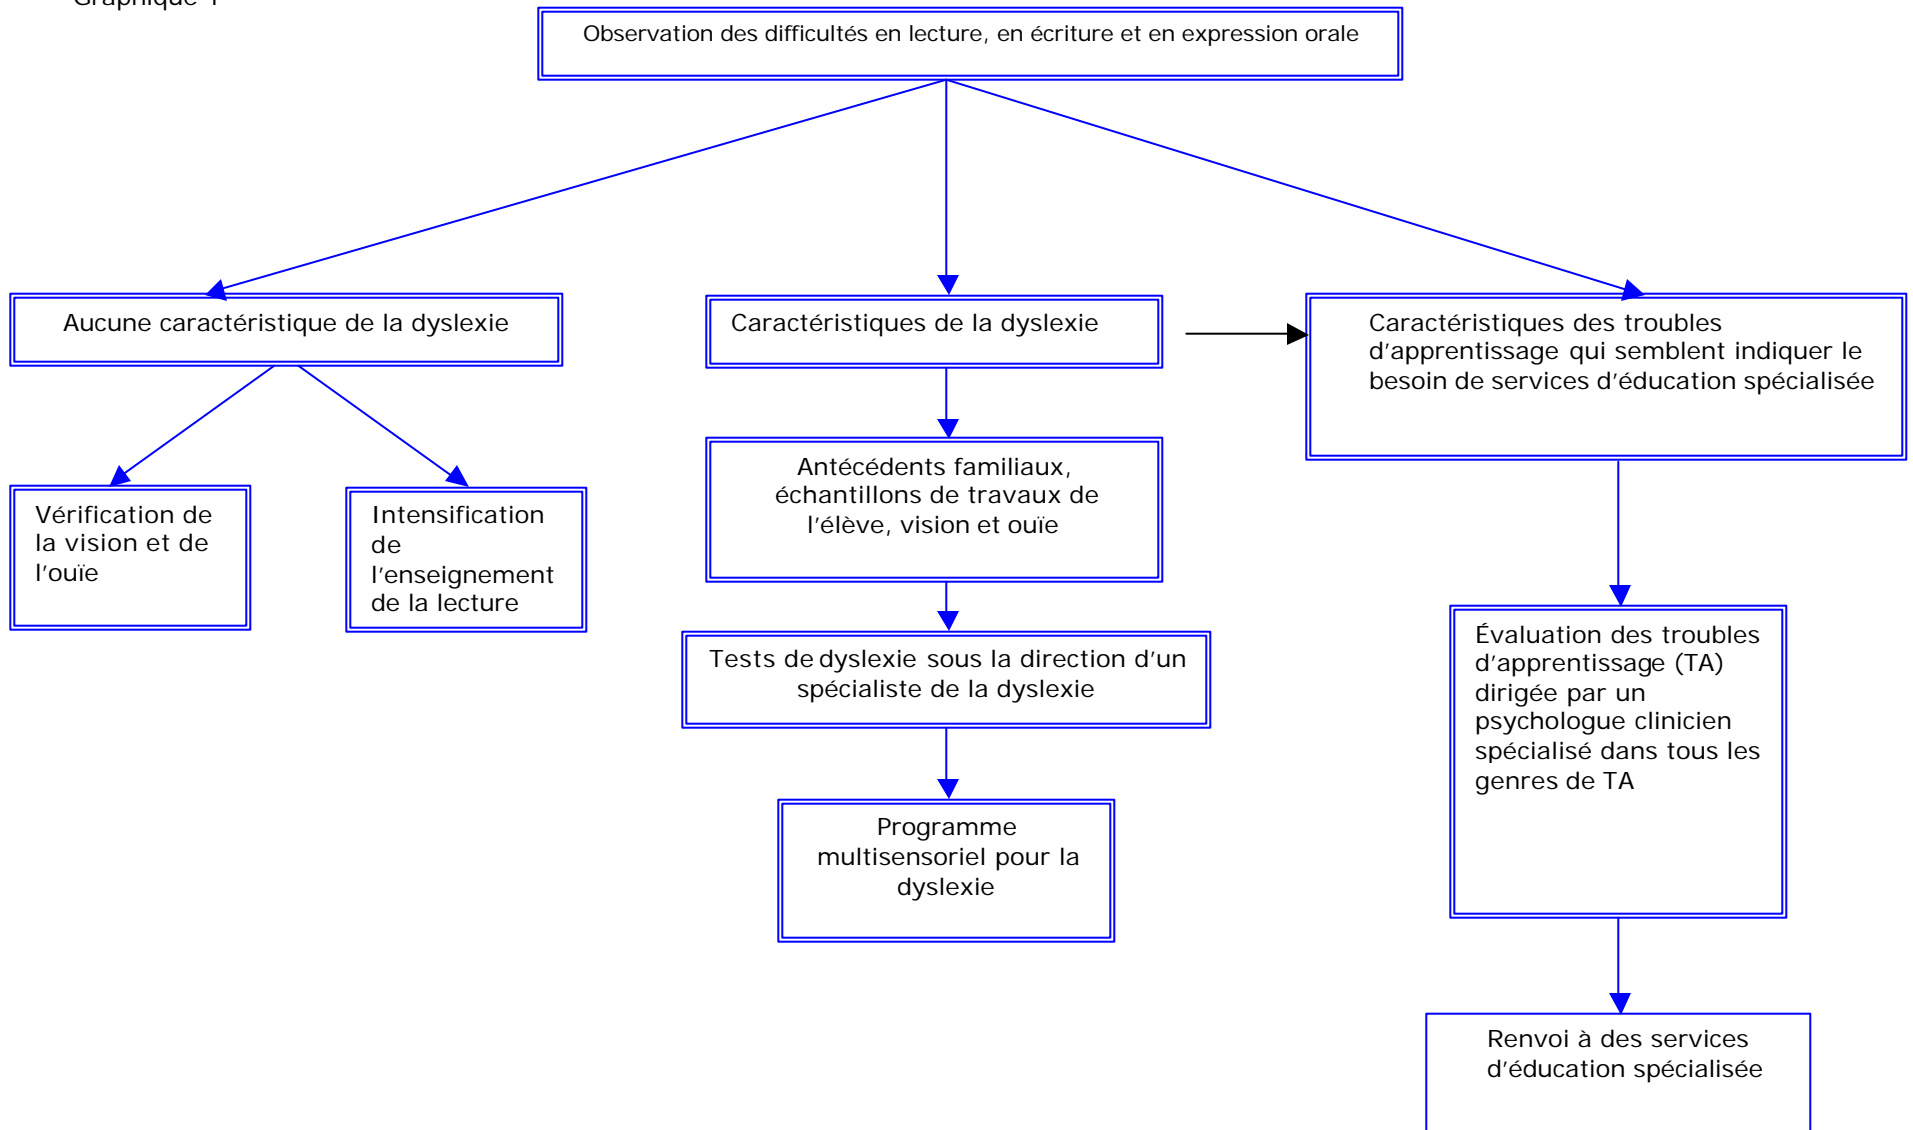 Graphique 1
Observation des difficultés en lecture, en écriture et en expression orale
Aucune caractéristique de la dyslexie
Caractéristiques de la dyslexie
Caractéristiques des troubles
d'apprentissage qui semblent indiquer le
besoin de services d'éducation spécialisée
Vérification de
la vision et de
l'ouïe
Intensification
de
l'enseignement
de la lecture
Antécédents familiaux,
échantillons de travaux de
l'élève, vision et ouïe
Tests de dyslexie sous la direction d'un
spécialiste de la dyslexie
Programme
multisensoriel pour la
dyslexie
Évaluation des troubles
d'apprentissage (TA)
dirigée par un
psychologue clinicien
spécialisé dans tous les
genres de TA
Renvoi à des services
d'éducation spécialisée